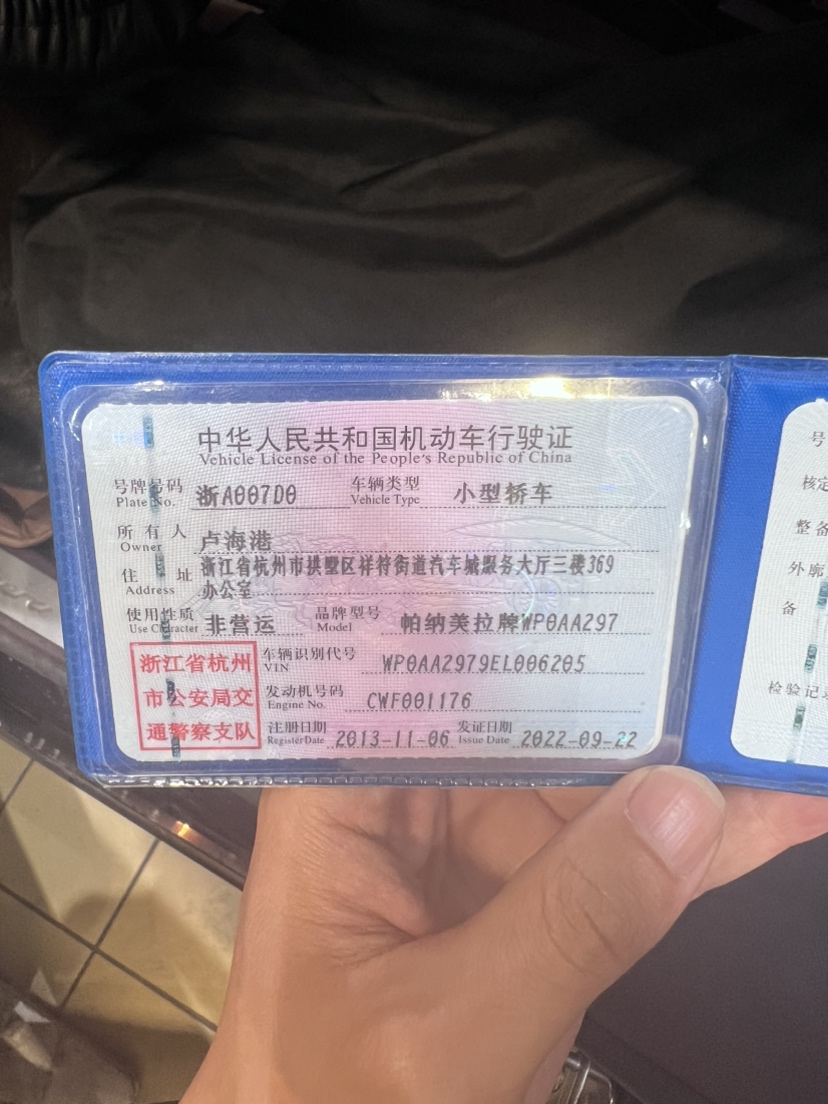 中华人民共和国机动车行驶证
Vehicle License of the People's Republic of China
号牌号码 浙A007D0 车辆类型 小型轿车
Plate No. Vehicle Type
所有人 卢海港
Owner
住址 浙江省杭州市拱墅区祥符街道汽车城服务大厅三楼369
Address 办公室
使用性质 非营运 品牌型号 帕纳美拉牌WP0AA297
Use Character Model
浙江省杭州
市公安局交
通警察支队
车辆识别代号 WP0AA2979EL006205
VIN
发动机号码 CWF001176
Engine No.
注册日期 2013-11-06 发证日期 2022-09-22
Register Date Issue Date
号
核定
整备
外廓
备
检验记